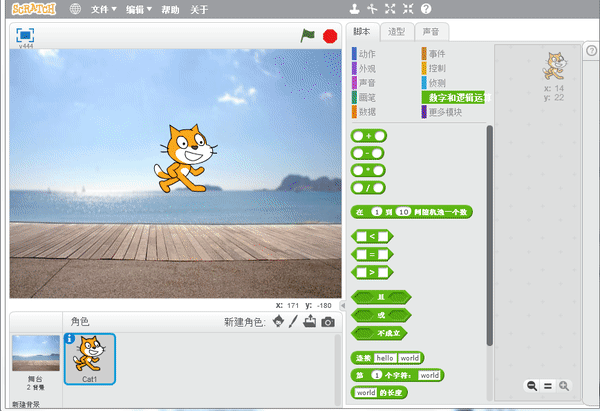 SCRATCH 文件 编辑 帮助 关于
v444
脚本 造型 声音
动作 事件
外观 控制
声音 侦测
画笔 数字和逻辑运算
数据 更多模块
x: 14
y: 22
+
-
*
/
在 1 到 10 间随机选一个数
<
=
>
且
或
不成立
连接 hello world
第 1 个字符: world
world 的长度
x: 171 y: -180
角色 新建角色:
舞台
2 背景
Cat1
新建背景